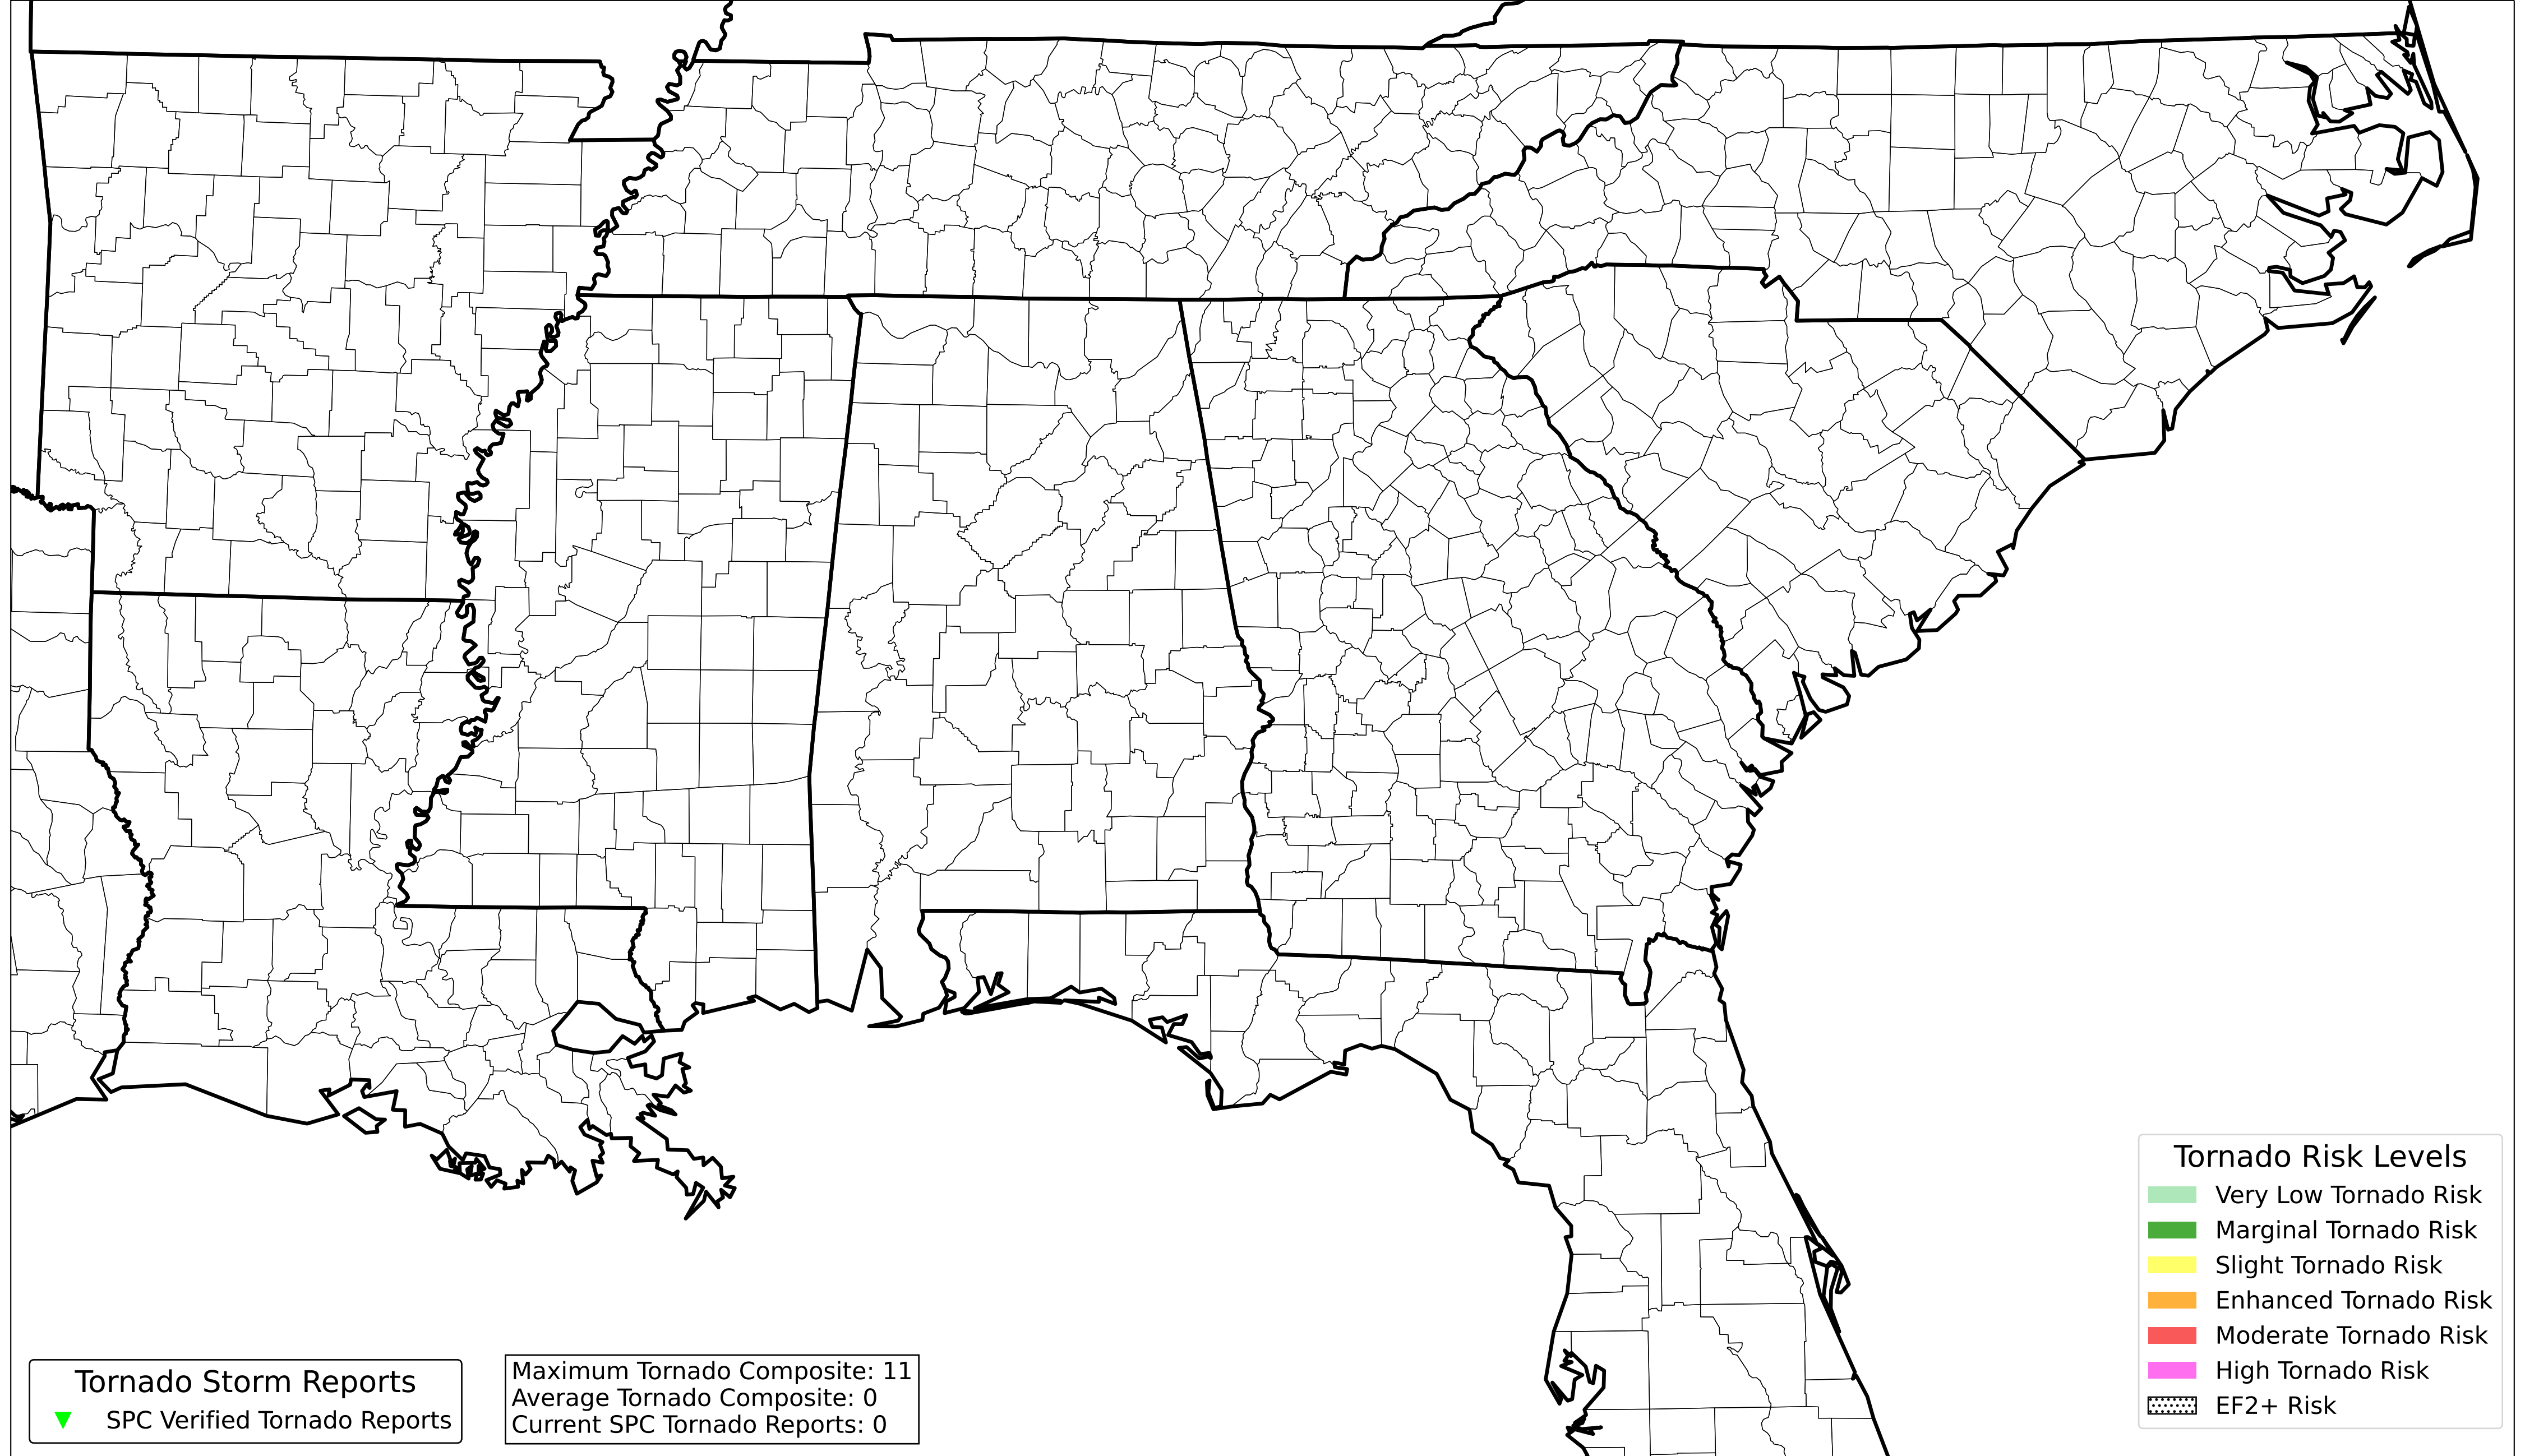 Tornado Storm Reports
SPC Verified Tornado Reports
Maximum Tornado Composite: 11
Average Tornado Composite: 0
Current SPC Tornado Reports: 0
Tornado Risk Levels
Very Low Tornado Risk
Marginal Tornado Risk
Slight Tornado Risk
Enhanced Tornado Risk
Moderate Tornado Risk
High Tornado Risk
EF2+ Risk